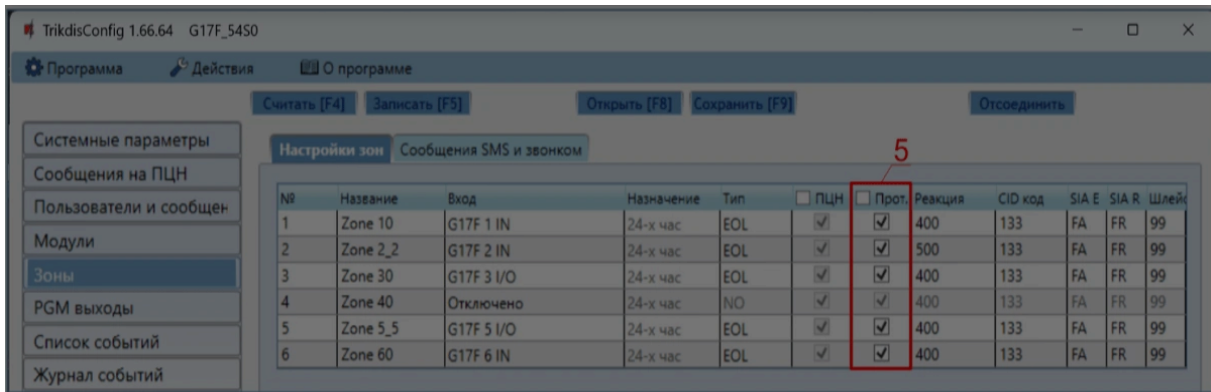 TrikdisConfig 1.66.64 G17F_54S0
Программа Действия О программе
Считать [F4] Записать [F5] Открыть [F8] Сохранить [F9] Отсоединить
Системные параметры
Сообщения на ПЦН
Пользователи и сообщен
Модули
Зоны
PGM выходы
Список событий
Журнал событий
Настройки зон Сообщения SMS и звонком
5
№ Название Вход Назначение Тип ПЦН Прот. Реакция CID код SIA E SIA R Шлейф
1 Zone 10 G17F 1 IN 24-х час EOL 400 133 FA FR 99
2 Zone 2_2 G17F 2 IN 24-х час EOL 500 133 FA FR 99
3 Zone 30 G17F 3 I/O 24-х час EOL 400 133 FA FR 99
4 Zone 40 Отключено 24-х час NO 400 133 FA FR 99
5 Zone 5_5 G17F 5 I/O 24-х час EOL 400 133 FA FR 99
6 Zone 60 G17F 6 IN 24-х час EOL 400 133 FA FR 99